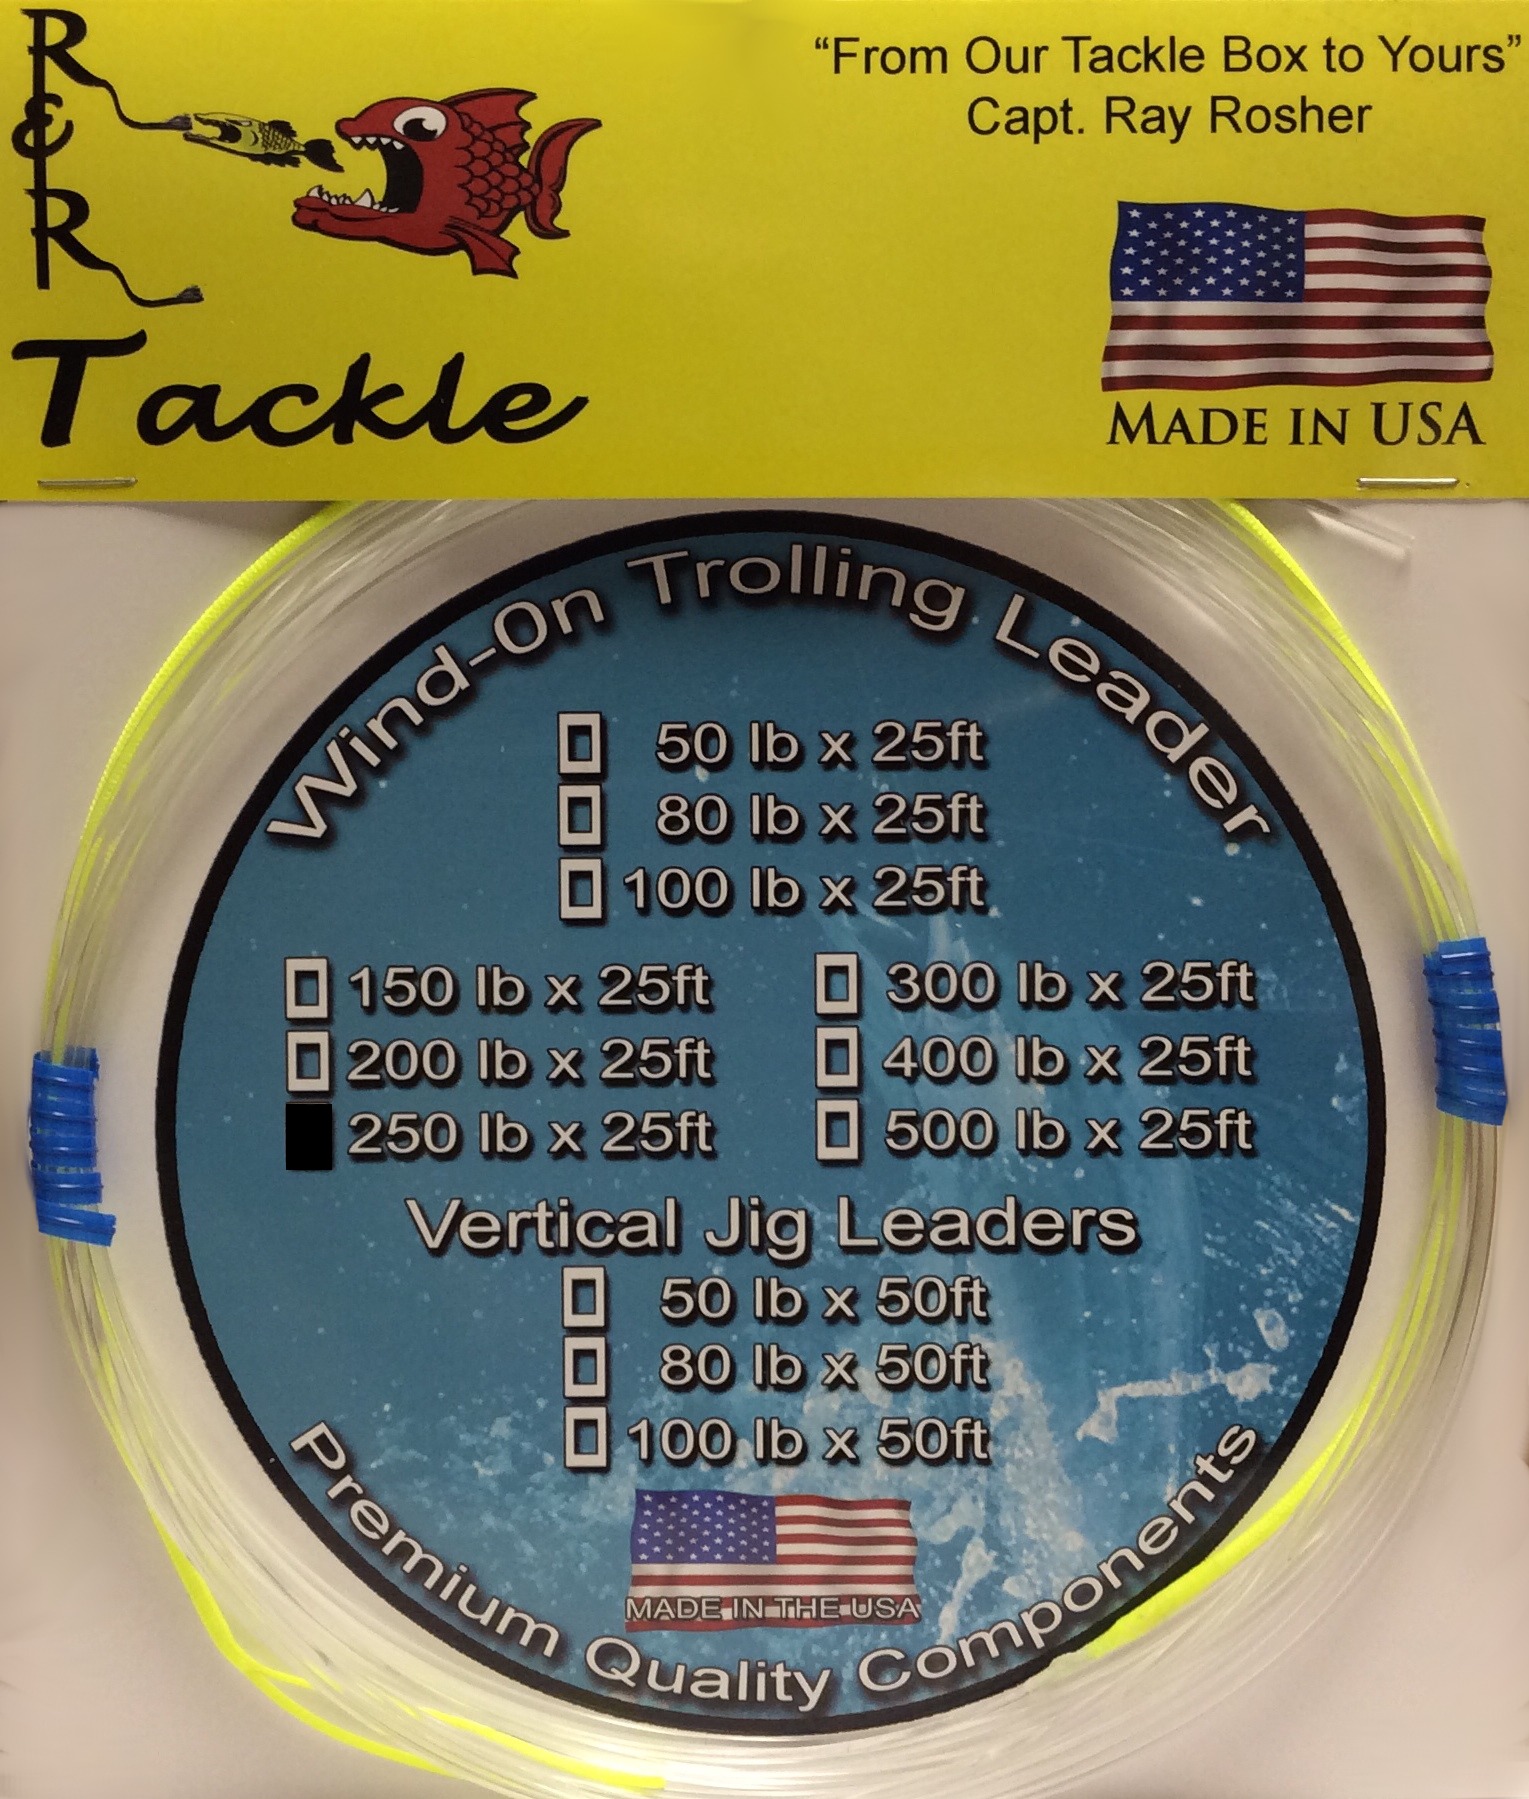 R&R
Tackle
“From Our Tackle Box to Yours”
Capt. Ray Rosher
MADE IN USA
Wind-On Trolling Leader
50 lb x 25ft
80 lb x 25ft
100 lb x 25ft
150 lb x 25ft
200 lb x 25ft
250 lb x 25ft
300 lb x 25ft
400 lb x 25ft
500 lb x 25ft
Vertical Jig Leaders
50 lb x 50ft
80 lb x 50ft
100 lb x 50ft
MADE IN THE USA
Premium Quality Components